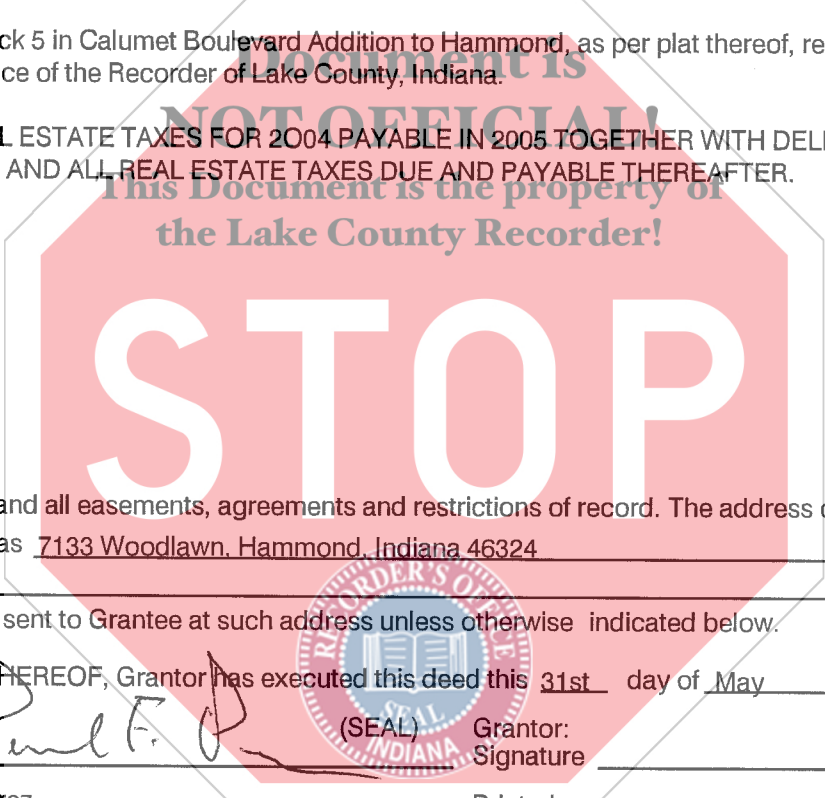 ck 5 in Calumet Boulevard Addition to Hammond, as per plat thereof, re
ce of the Recorder of Lake County, Indiana.
Document is
NOT OFFICIAL!
L ESTATE TAXES FOR 2O04 PAYABLE IN 2005 TOGETHER WITH DELI
AND ALL REAL ESTATE TAXES DUE AND PAYABLE THEREAFTER.
This Document is the property of
the Lake County Recorder!
STOP
and all easements, agreements and restrictions of record. The address
as 7133 Woodlawn, Hammond, Indiana 46324
sent to Grantee at such address unless otherwise indicated below.
RECORDER'S OFFICE
SEAL
INDIANA
HEREOF, Grantor has executed this deed this 31st day of May
(SEAL) Grantor:
Signature